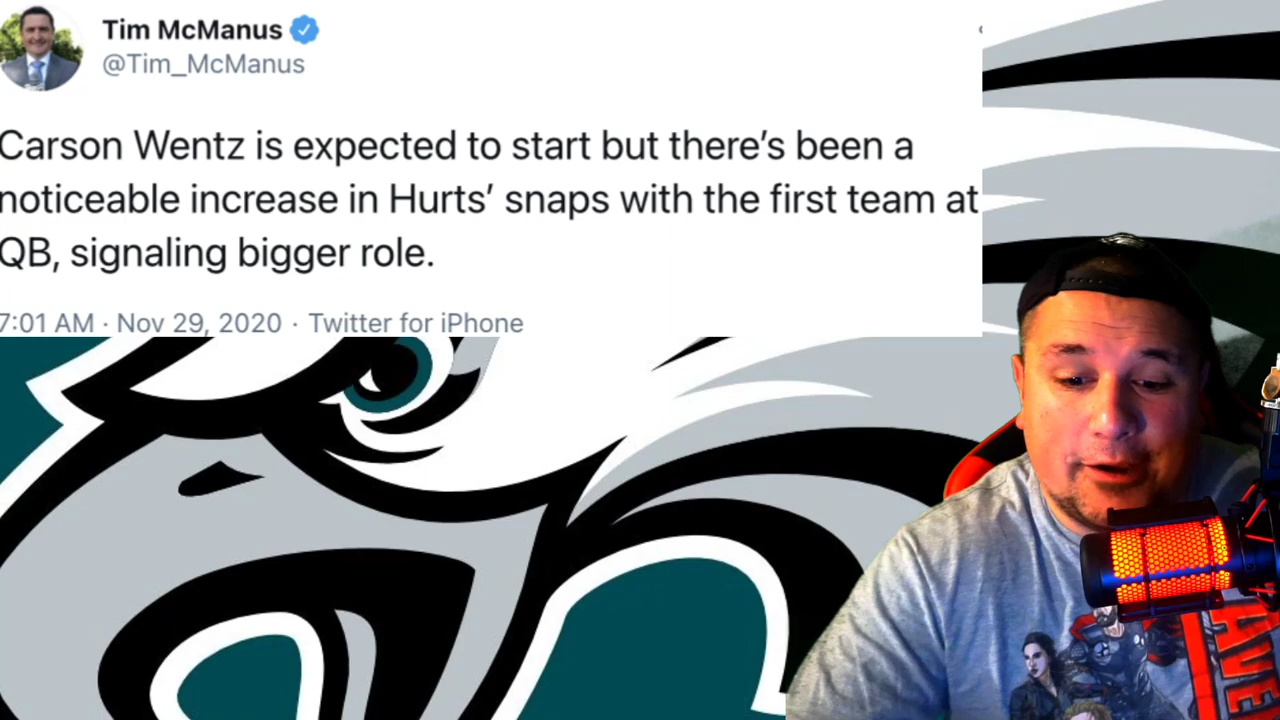 Tim McManus
@Tim_McManus
Carson Wentz is expected to start but there's been a
noticeable increase in Hurts' snaps with the first team at
QB, signaling bigger role.
7:01 AM · Nov 29, 2020 · Twitter for iPhone